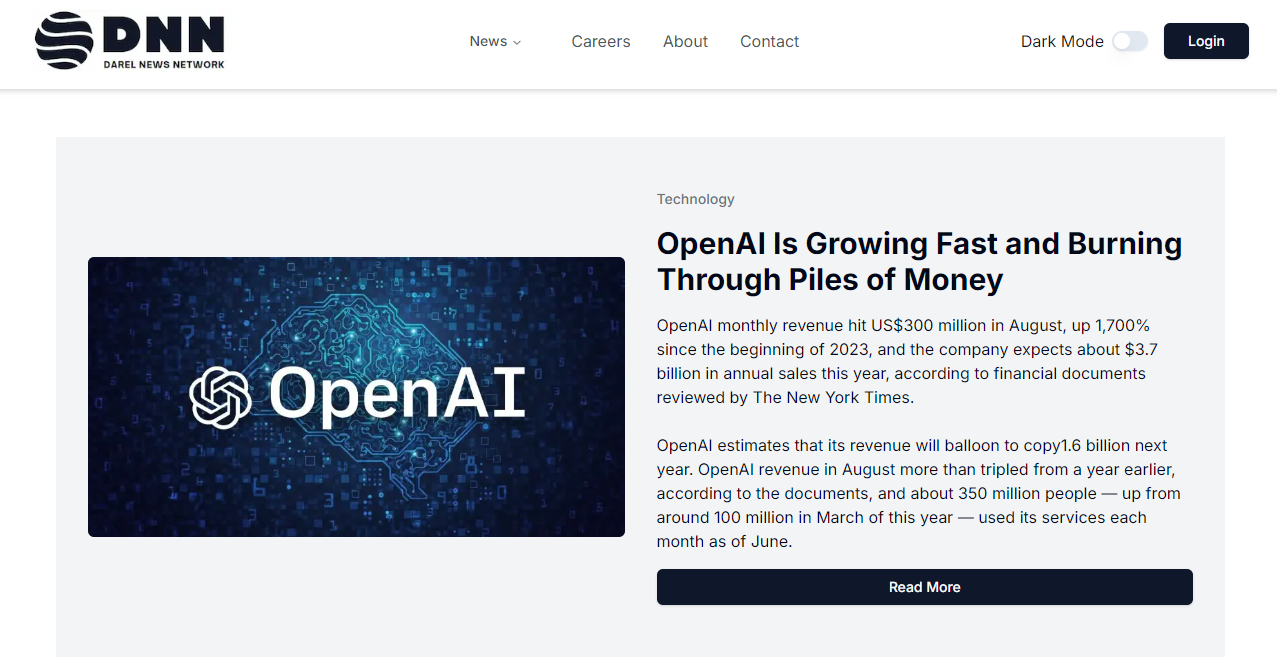 DNN
DAREL NEWS NETWORK
News
Careers
About
Contact
Dark Mode
Login
OpenAI
Technology
OpenAI Is Growing Fast and Burning
Through Piles of Money
OpenAI monthly revenue hit US$300 million in August, up 1,700%
since the beginning of 2023, and the company expects about $3.7
billion in annual sales this year, according to financial documents
reviewed by The New York Times.
OpenAI estimates that its revenue will balloon to copy1.6 billion next
year. OpenAI revenue in August more than tripled from a year earlier,
according to the documents, and about 350 million people — up from
around 100 million in March of this year — used its services each
month as of June.
Read More